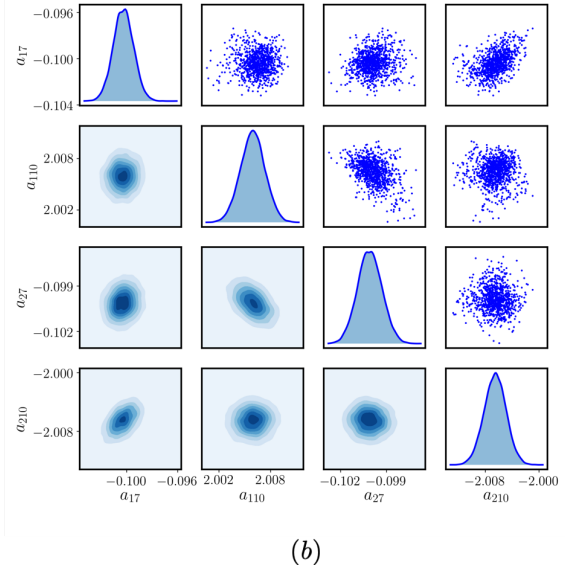 −0.096
−0.100
−0.104
a₁₇
2.008
2.002
a₁₁₀
−0.099
−0.102
a₂₇
−2.000
−2.008
a₂₁₀
−0.100 −0.096 2.002 2.008 −0.102 −0.099 −2.008 −2.000
a₁₇ a₁₁₀ a₂₇ a₂₁₀
(b)